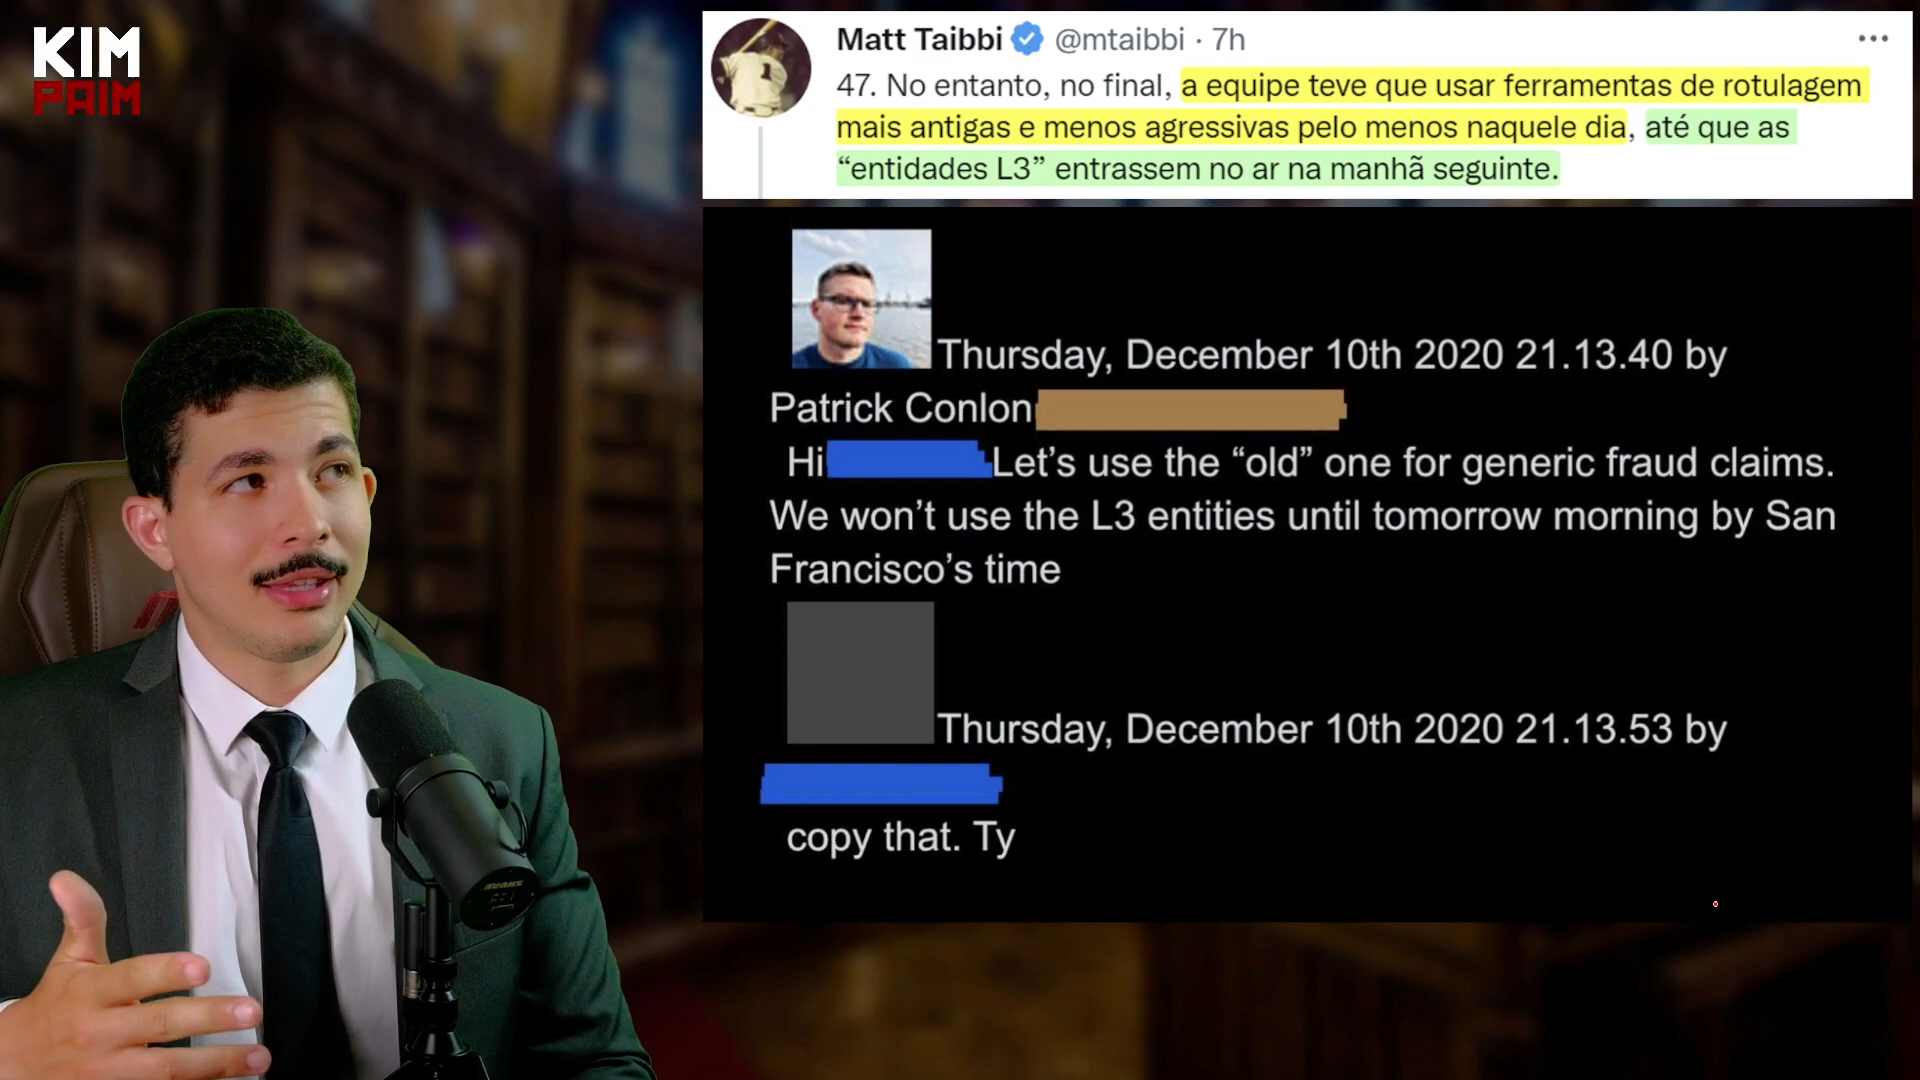 KIM
PAIM
Matt Taibbi @mtaibbi · 7h
47. No entanto, no final, a equipe teve que usar ferramentas de rotulagem
mais antigas e menos agressivas pelo menos naquele dia, até que as
“entidades L3” entrassem no ar na manhã seguinte.
Thursday, December 10th 2020 21.13.40 by
Patrick Conlon
Hi Let’s use the “old” one for generic fraud claims.
We won’t use the L3 entities until tomorrow morning by San
Francisco’s time
Thursday, December 10th 2020 21.13.53 by
copy that. Ty
SHURE